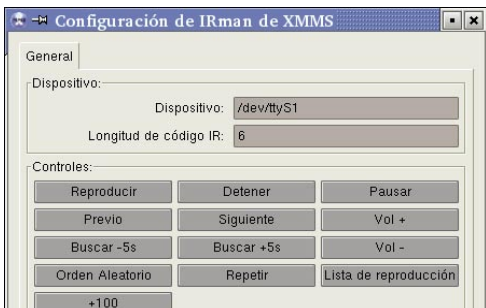 Configuración de IRman de XMMS
General
Dispositivo:
Dispositivo: /dev/ttyS1
Longitud de código IR: 6
Controles:
Reproducir Detener Pausar
Previo Siguiente Vol +
Buscar -5s Buscar +5s Vol -
Orden Aleatorio Repetir Lista de reproducción
+100